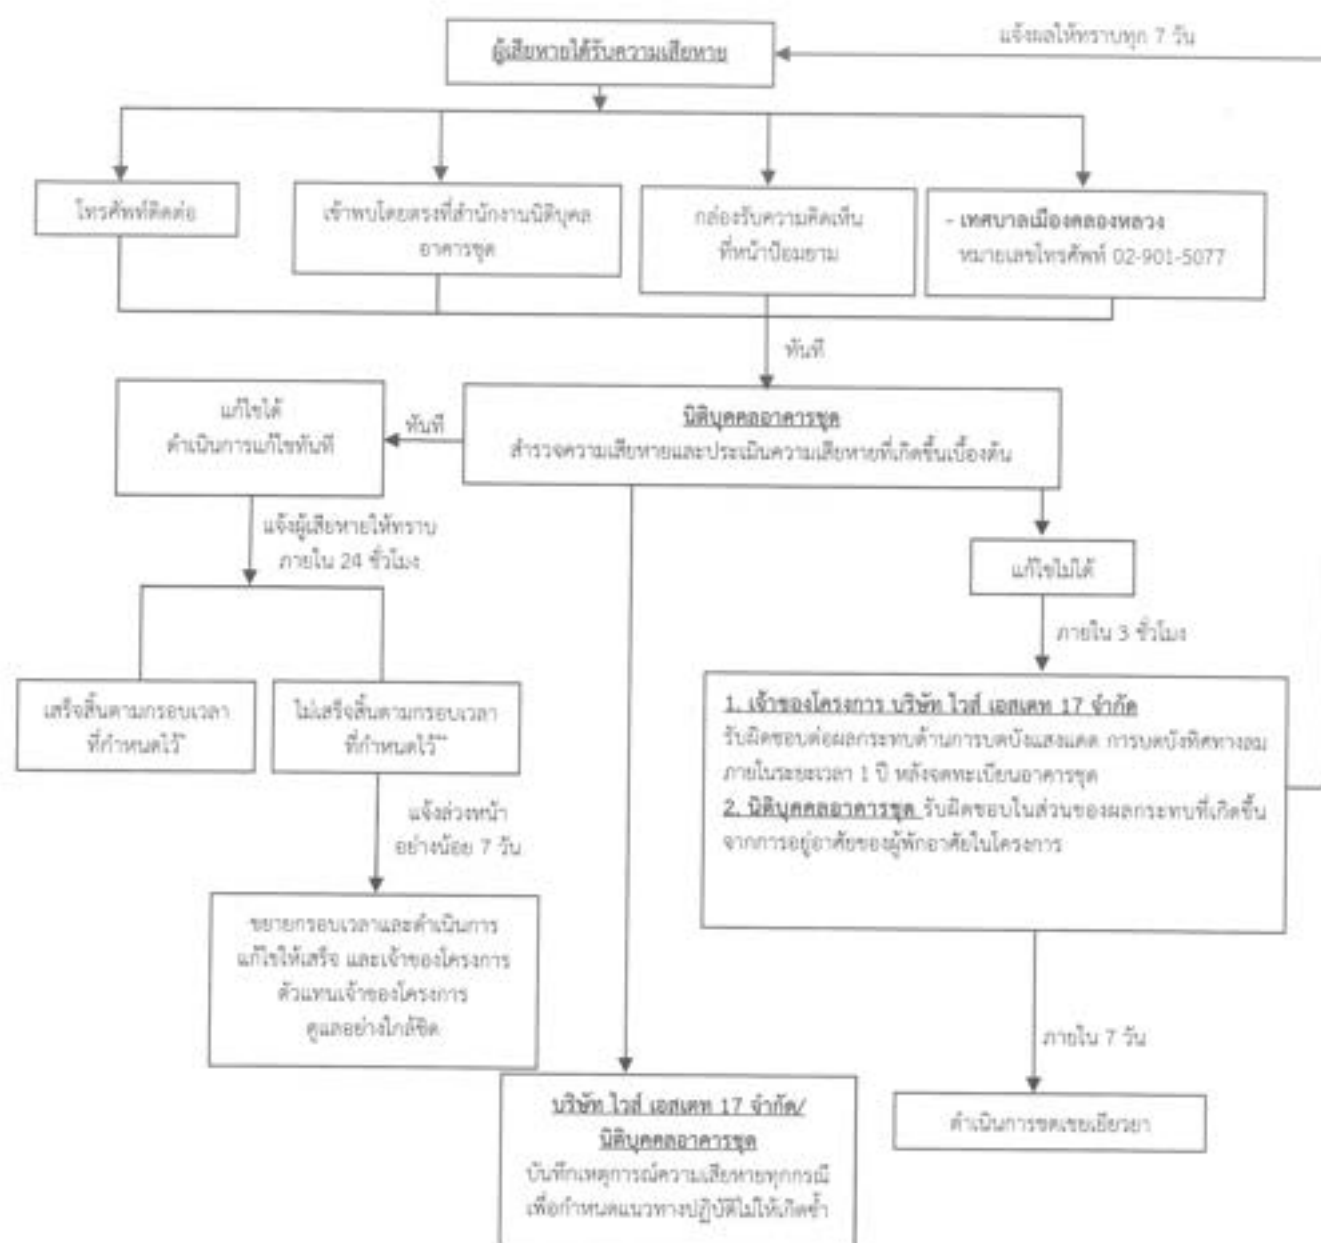 ผู้เสียหายได้รับความเสียหาย
แจ้งผลให้ทราบทุก 7 วัน
โทรศัพท์ติดต่อ
เข้าพบโดยตรงที่สำนักงานนิติบุคล
อาคารชุด
กล่องรับความคิดเห็น
ที่หน้าป้อมยาม
- เทศบาลเมืองคลองหลวง
หมายเลขโทรศัพท์ 02-901-5077
ทันที
แก้ไขได้
ดำเนินการแก้ไขทันที
ทันที
นิติบุคคลอาคารชุด
สำรวจความเสียหายและประเมินความเสียหายที่เกิดขึ้นเบื้องต้น
แจ้งผู้เสียหายให้ทราบ
ภายใน 24 ชั่วโมง
แก้ไขไม่ได้
ภายใน 3 ชั่วโมง
เสร็จสิ้นตามกรอบเวลา
ที่กำหนดไว้*
ไม่เสร็จสิ้นตามกรอบเวลา
ที่กำหนดไว้**
1. เจ้าของโครงการ บริษัท ไวส์ เอสเตท 17 จำกัด
รับผิดชอบต่อผลกระทบด้านการบดบังแสงแดด การบดบังทิศทางลม
ภายในระยะเวลา 1 ปี หลังจดทะเบียนอาคารชุด
2. นิติบุคคลอาคารชุด รับผิดชอบในส่วนของผลกระทบที่เกิดขึ้น
จากการอยู่อาศัยของผู้พักอาศัยในโครงการ
แจ้งล่วงหน้า
อย่างน้อย 7 วัน
ขยายกรอบเวลาและดำเนินการ
แก้ไขให้เสร็จ และเจ้าของโครงการ
ตัวแทนเจ้าของโครงการ
ดูแลอย่างใกล้ชิด
ภายใน 7 วัน
บริษัท ไวส์ เอสเตท 17 จำกัด/
นิติบุคคลอาคารชุด
บันทึกเหตุการณ์ความเสียหายทุกกรณี
เพื่อกำหนดแนวทางปฏิบัติไม่ให้เกิดซ้ำ
ดำเนินการชดเชยเยียวยา